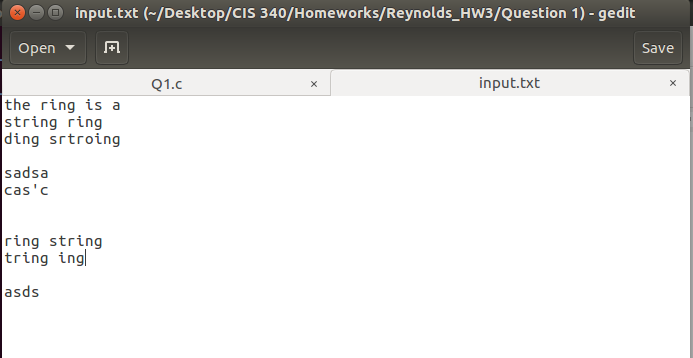 input.txt (~/Desktop/CIS 340/Homeworks/Reynolds_HW3/Question 1) - gedit
Open Save
Q1.c × input.txt ×
the ring is a
string ring
ding srtroing
sadsa
cas'c
ring string
tring ing
asds